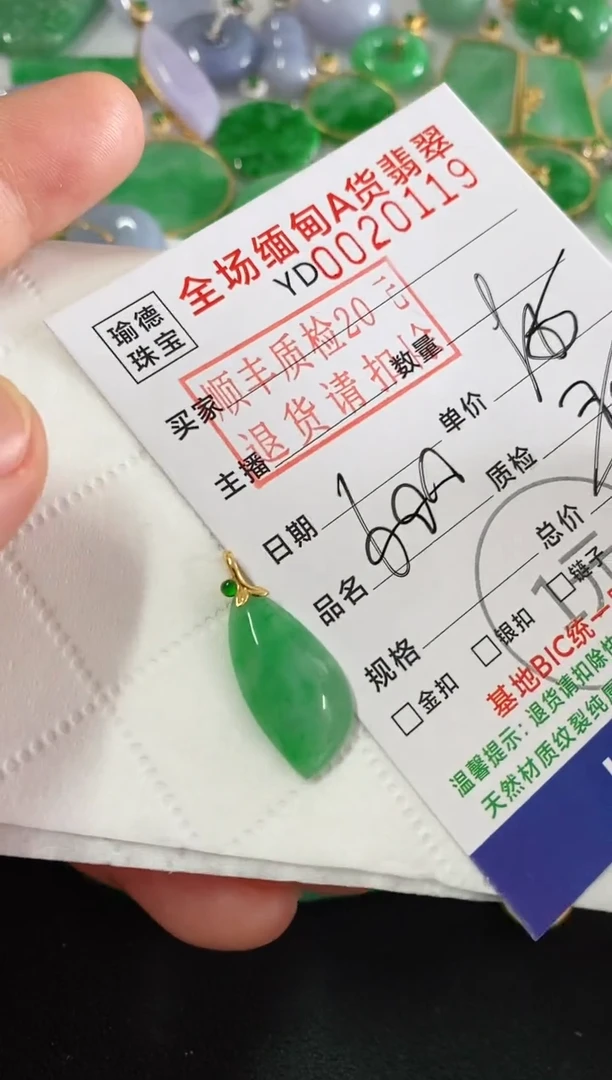 全场缅甸A货翡翠
YD0020119
瑜德
珠宝
顺丰质检20元
退货请扣
买家
数量
主播
单价
日期
质检
品名
总价
规格
金扣
银扣
链子
基地BIC统一
温馨提示:退货请扣除
天然材质纹裂纯